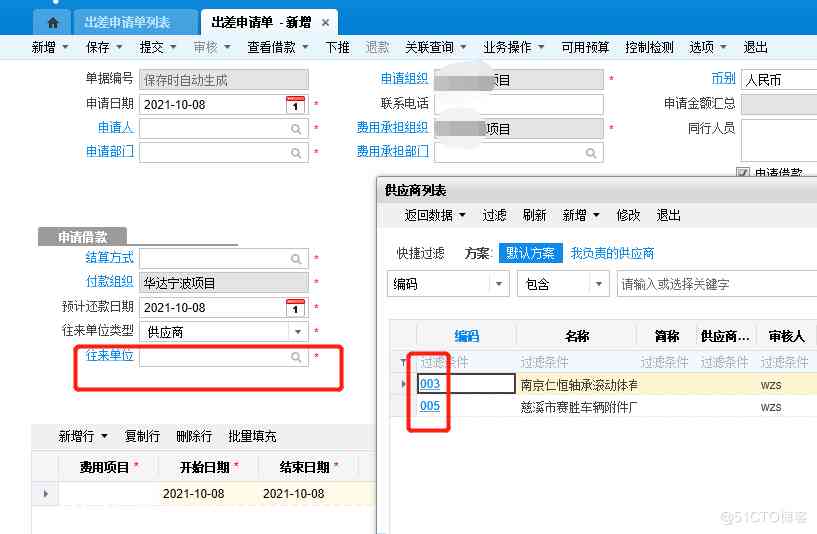 出差申请单列表 出差申请单 - 新增 ×
新增 保存 提交 审核 查看借款 下推 退款 关联查询 业务操作 可用预算 控制检测 选项 退出
单据编号 保存时自动生成 申请组织 项目 * 币别 人民币
申请日期 2021-10-08 1 * 联系电话 申请金额汇总
申请人 * 费用承担组织 项目 * 同行人员
申请部门 * 费用承担部门
申请借款
供应商列表
返回数据 过滤 刷新 新增 修改 退出
申请借款
快捷过滤 方案: 默认方案 我负责的供应商
结算方式 *
付款组织 华达宁波项目 *
编码 包含 请输入或选择关键字
预计还款日期 2021-10-08 1 *
往来单位类型 供应商 *
编码 名称 简称 供应商... 审核人
往来单位 *
过滤条件 过滤条件 过滤条件 过滤条件 过滤条件
003 南京仁恒轴承滚动体有 wzs
005 慈溪市赛胜车辆附件厂 wzs
新增行 复制行 删除行 批量填充
费用项目 * 开始日期 * 结束日期 *
2021-10-08 2021-10-08
@51CTO博客